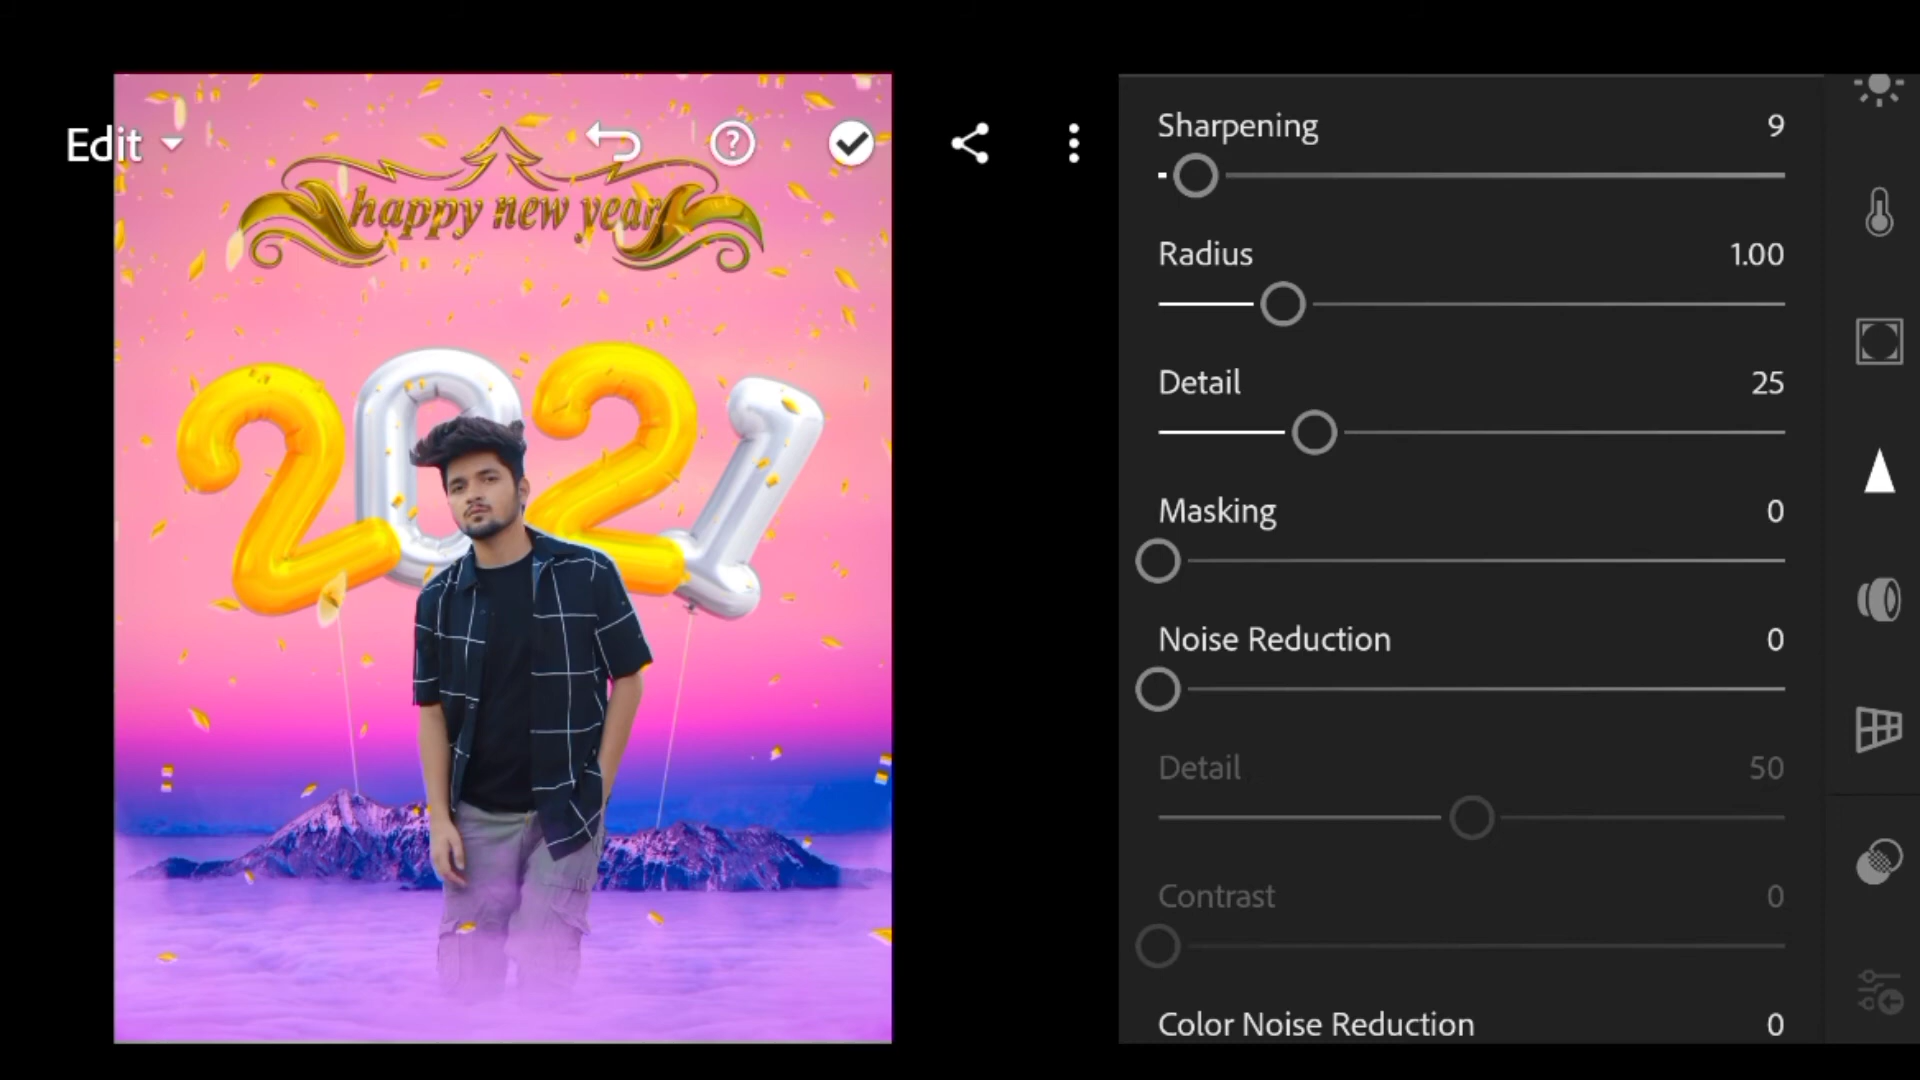 Edit
happy new year
2021
Sharpening 9
Radius 1.00
Detail 25
Masking 0
Noise Reduction 0
Detail 50
Contrast 0
Color Noise Reduction 0